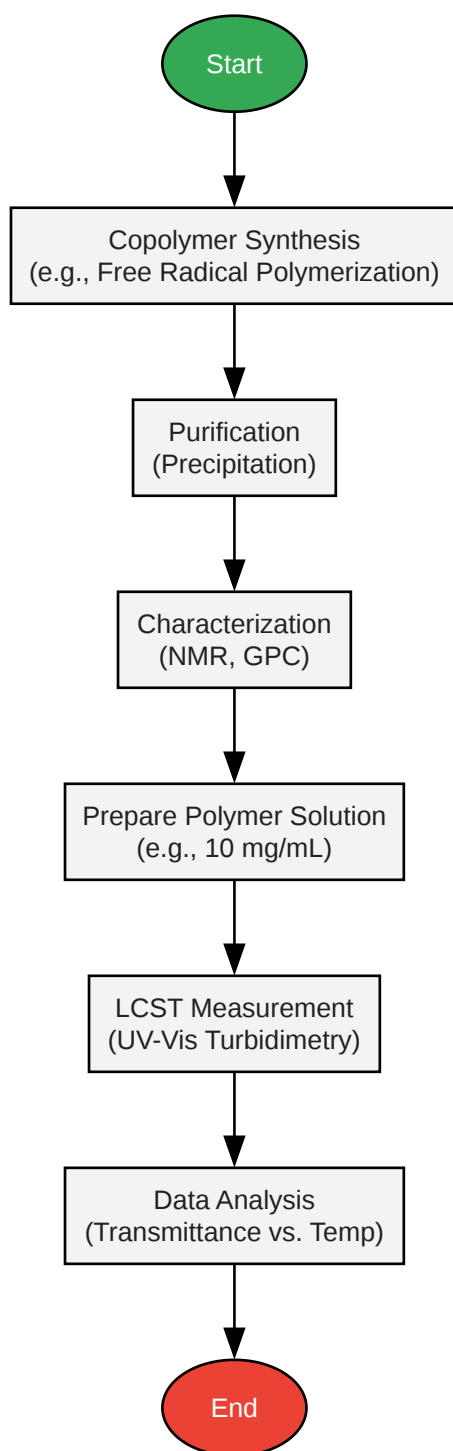 Start
Copolymer Synthesis
(e.g., Free Radical Polymerization)
Purification
(Precipitation)
Characterization
(NMR, GPC)
Prepare Polymer Solution
(e.g., 10 mg/mL)
LCST Measurement
(UV-Vis Turbidimetry)
Data Analysis
(Transmittance vs. Temp)
End